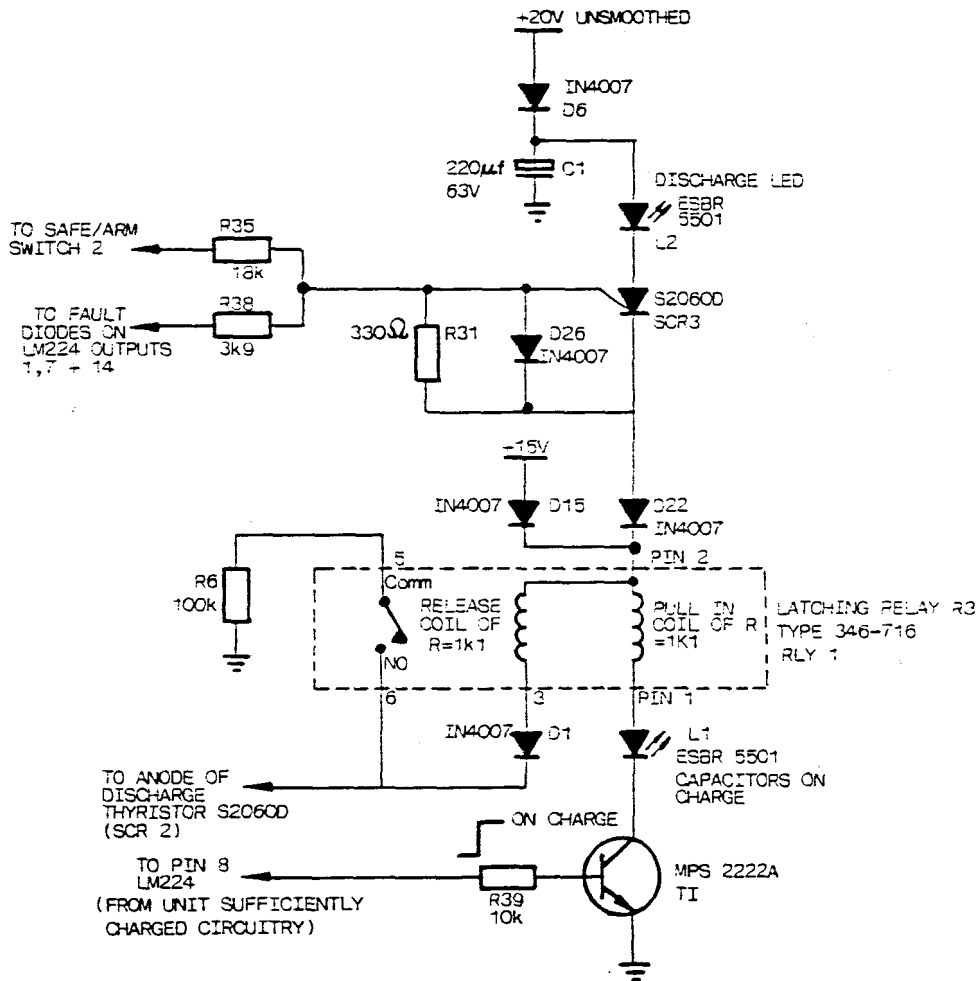 +20V UNSMOOTHED
IN4007
D6
220µf
63V
C1
DISCHARGE LED
ESBR
5501
L2
TO SAFE/ARM
SWITCH 2
R35
18k
S2060D
SCR3
TO FAULT
DIODES ON
LM224 OUTPUTS
1,7 + 14
R38
3k9
330Ω
R31
D26
IN4007
+15V
IN4007
D15
D22
IN4007
PIN 2
R6
100k
5
Comm
NO
6
RELEASE
COIL OF
R=1k1
3
PULL IN
COIL OF R
=1K1
PIN 1
LATCHING RELAY R3
TYPE 346-716
RLY 1
IN4007
D1
L1
ESBR 5501
CAPACITORS ON
CHARGE
TO ANODE OF
DISCHARGE
THYRISTOR S2060D
(SCR 2)
ON CHARGE
TO PIN 8
LM224
(FROM UNIT SUFFICIENTLY
CHARGED CIRCUITRY)
R39
10k
MPS 2222A
TI